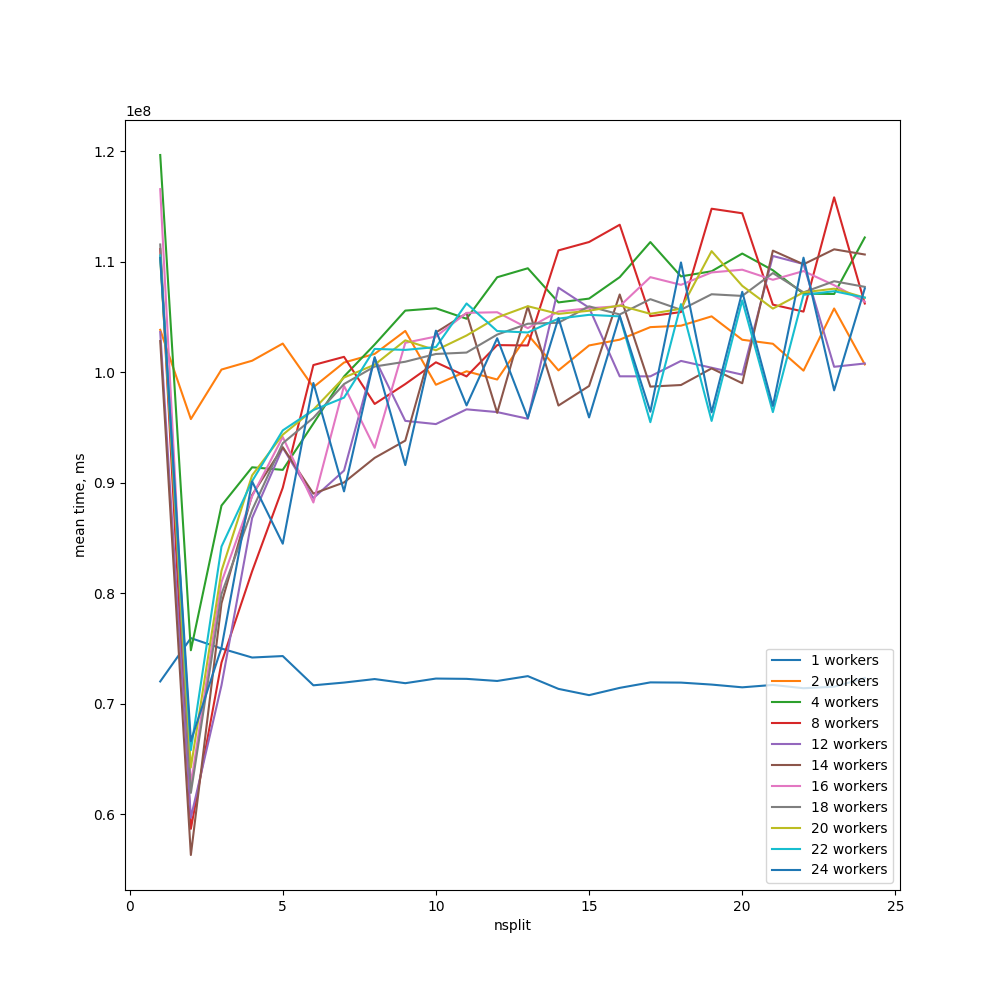 1e8
1.2
1.1
1.0
0.9
0.8
0.7
0.6
mean time, ms
0 5 10 15 20 25
nsplit
1 workers
2 workers
4 workers
8 workers
12 workers
14 workers
16 workers
18 workers
20 workers
22 workers
24 workers